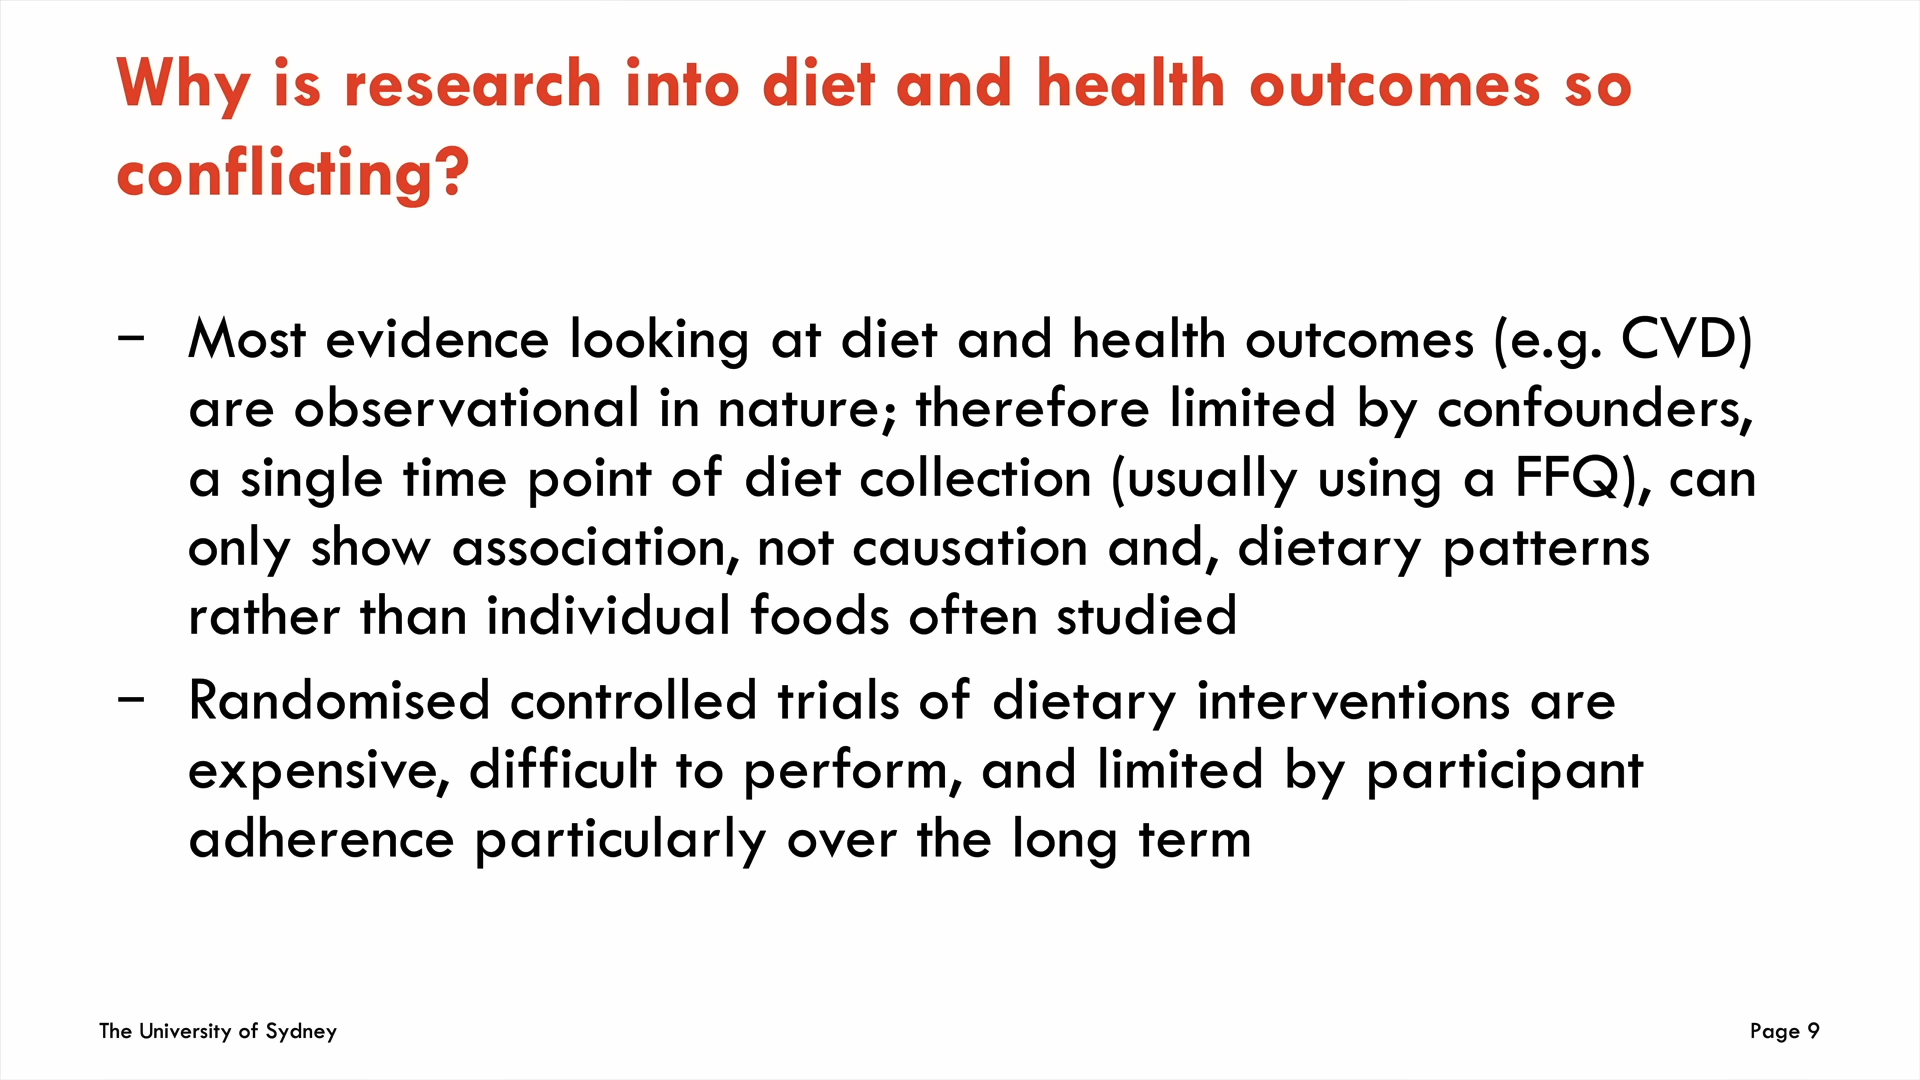 Why is research into diet and health outcomes so
conflicting?
– Most evidence looking at diet and health outcomes (e.g. CVD)
are observational in nature; therefore limited by confounders,
a single time point of diet collection (usually using a FFQ), can
only show association, not causation and, dietary patterns
rather than individual foods often studied
– Randomised controlled trials of dietary interventions are
expensive, difficult to perform, and limited by participant
adherence particularly over the long term
The University of Sydney
Page 9